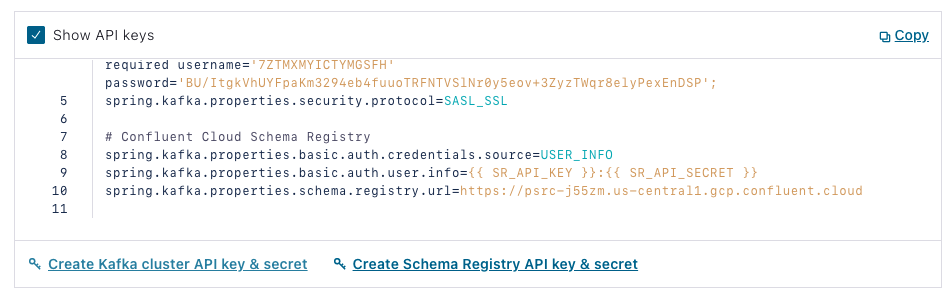 Show API keys
Copy
required username='7ZTMXMYICTYMGSFH'
password='BU/ItgkVhUYFpaKm3294eb4fuuoTRFNTVSlNr0y5eov+3ZyzTWqr8elyPexEnDSP';
5 spring.kafka.properties.security.protocol=SASL_SSL
6
7 # Confluent Cloud Schema Registry
8 spring.kafka.properties.basic.auth.credentials.source=USER_INFO
9 spring.kafka.properties.basic.auth.user.info={{ SR_API_KEY }}:{{ SR_API_SECRET }}
10 spring.kafka.properties.schema.registry.url=https://psrc-j55zm.us-central1.gcp.confluent.cloud
11
Create Kafka cluster API key & secret
Create Schema Registry API key & secret